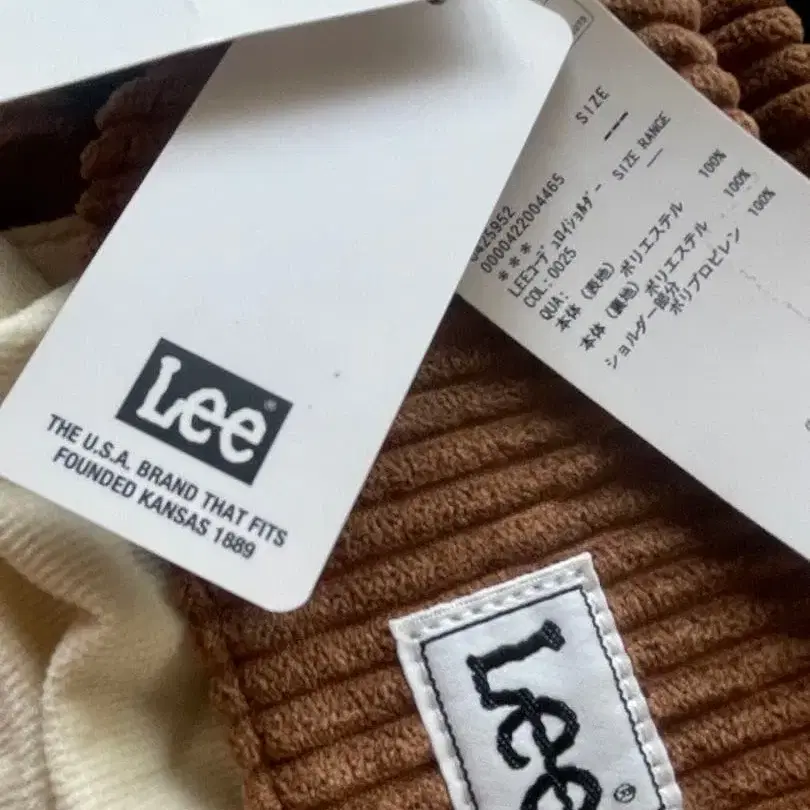 Lee®
THE U.S.A. BRAND THAT FITS
FOUNDED KANSAS 1889
SIZE
---
SIZE RANGE
—
0425952
0000422004465
***
LEEコーデュロイショルダー
COL:0025
QUA:
本体(表地) ポリエステル 100%
本体(裏地) ポリエステル 100%
ショルダー部分
ポリプロピレン 100%
Lee®